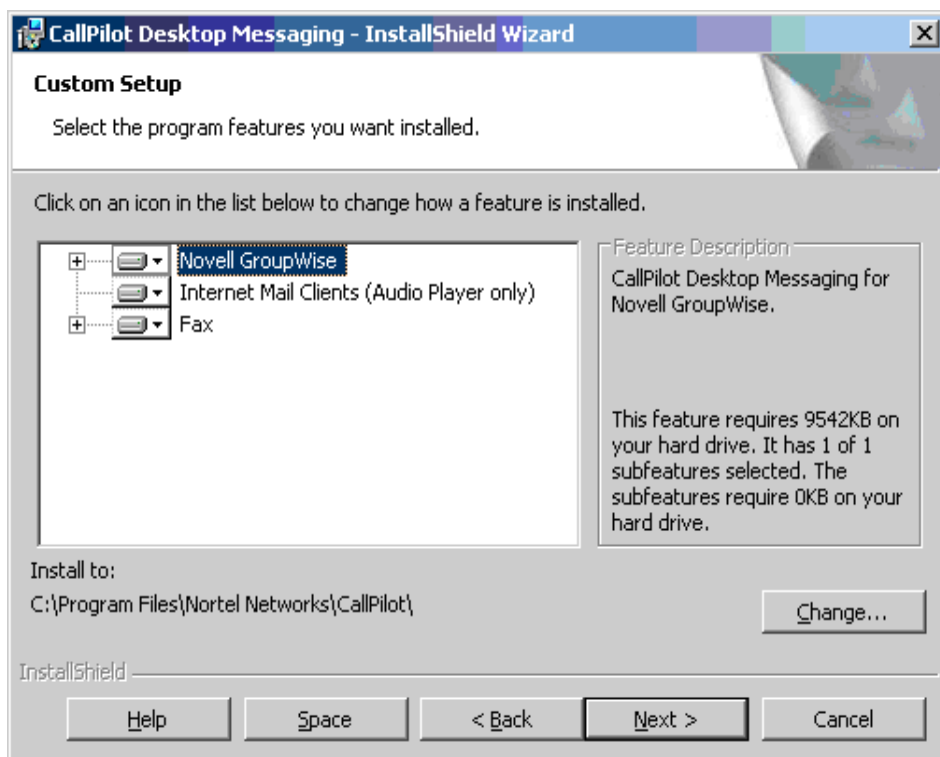 CallPilot Desktop Messaging - InstallShield Wizard
Custom Setup
Select the program features you want installed.
Click on an icon in the list below to change how a feature is installed.
Novell GroupWise
Internet Mail Clients (Audio Player only)
Fax
Feature Description
CallPilot Desktop Messaging for
Novell GroupWise.
This feature requires 9542KB on
your hard drive. It has 1 of 1
subfeatures selected. The
subfeatures require 0KB on your
hard drive.
Install to:
C:\Program Files\Nortel Networks\CallPilot\
Change...
InstallShield
Help
Space
< Back
Next >
Cancel